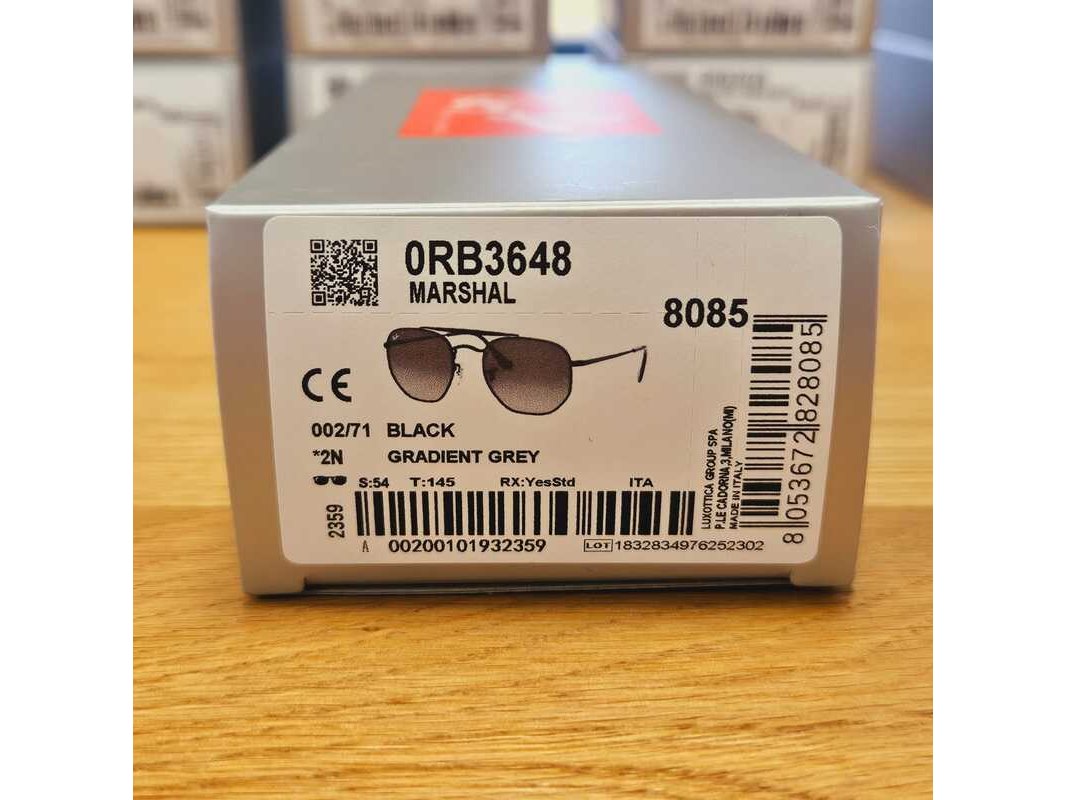 0RB3648
MARSHAL
8085
CE
002/71 BLACK
*2N GRADIENT GREY
S:54 T:145 RX:YesStd ITA
2359
A 00200101932359 LOT 1832834976252302
LUXOTTICA GROUP SPA
P.LE CADORNA,3,MILANO(MI)
MADE IN ITALY
8 053672 828085